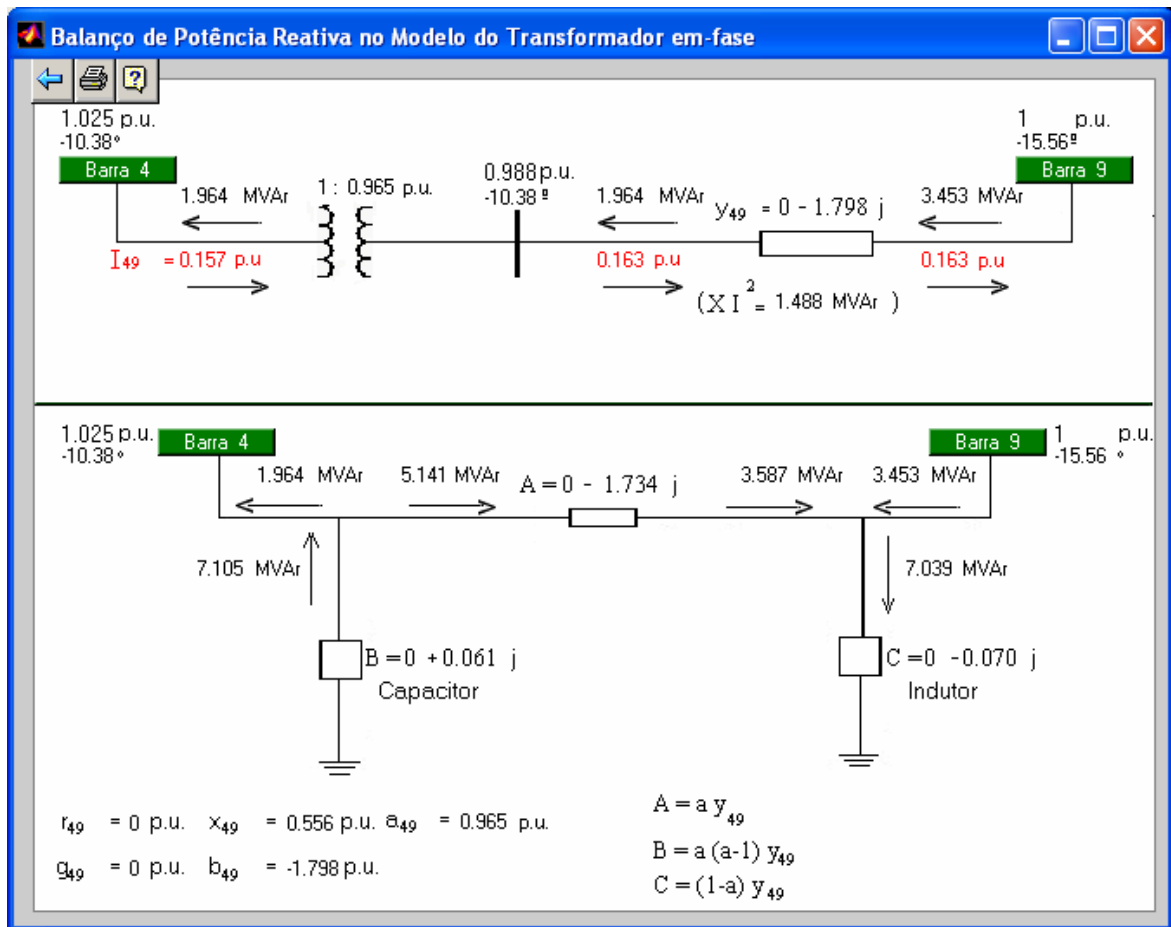 Balanço de Potência Reativa no Modelo do Transformador em-fase
1.025 p.u.
-10.38º
Barra 4
1 p.u.
-15.56º
Barra 9
0.988 p.u.
-10.38 º
1.964 MVAr
1 : 0.965 p.u.
1.964 MVAr
y49 = 0 - 1.798 j
3.453 MVAr
I49 = 0.157 p.u
0.163 p.u
0.163 p.u
(XI² = 1.488 MVAr )
1.025 p.u.
-10.38 º
Barra 4
Barra 9
1 p.u.
-15.56 º
1.964 MVAr
5.141 MVAr
A = 0 - 1.734 j
3.587 MVAr
3.453 MVAr
7.105 MVAr
7.039 MVAr
B = 0 + 0.061 j
Capacitor
C = 0 -0.070 j
Indutor
r49 = 0 p.u. x49 = 0.556 p.u. a49 = 0.965 p.u.
g49 = 0 p.u. b49 = -1.798 p.u.
A = a y49
B = a (a-1) y49
C = (1-a) y49